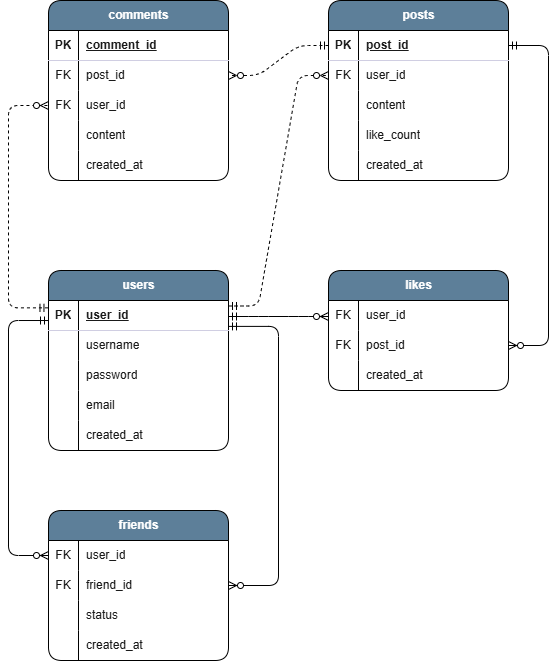 comments
PK comment_id
FK post_id
FK user_id
content
created_at
posts
PK post_id
FK user_id
content
like_count
created_at
users
PK user_id
username
password
email
created_at
likes
FK user_id
FK post_id
created_at
friends
FK user_id
FK friend_id
status
created_at